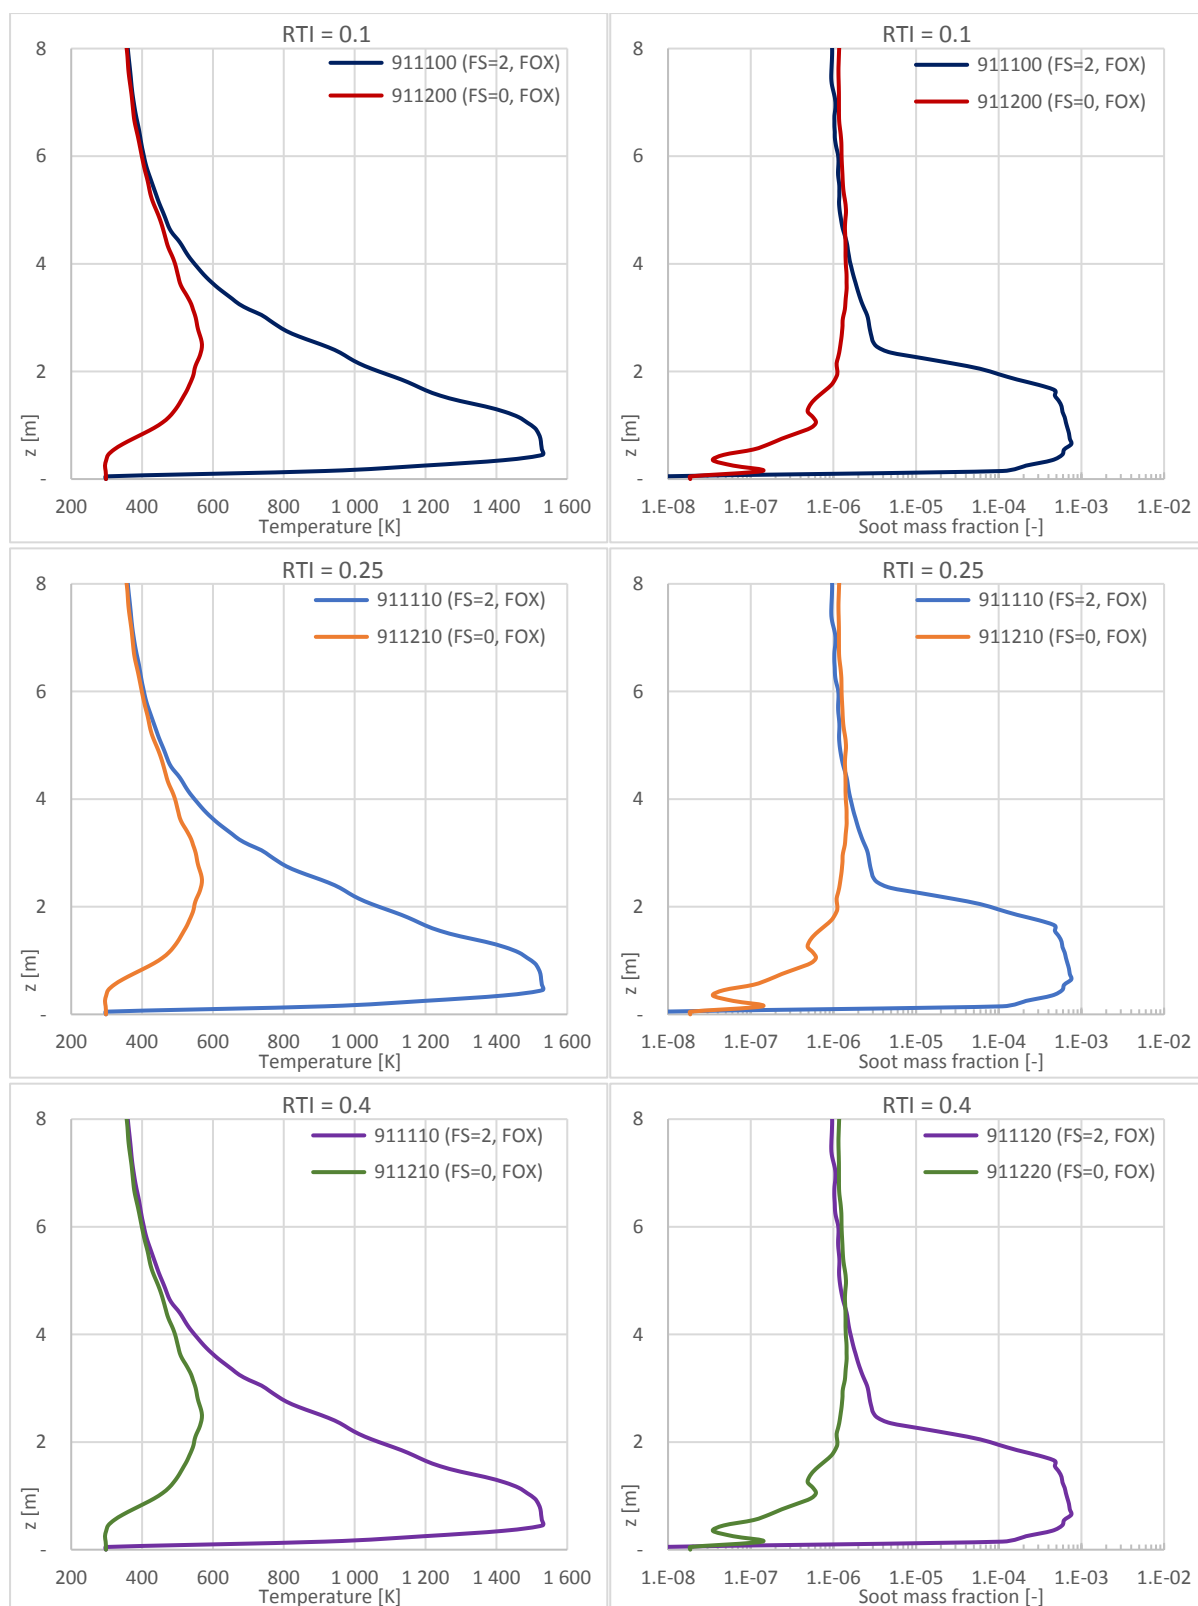 RTI = 0.1
911100 (FS=2, FOX)
911200 (FS=0, FOX)
8
6
4
2
-
z [m]
200 400 600 800 1 000 1 200 1 400 1 600
Temperature [K]
RTI = 0.1
911100 (FS=2, FOX)
911200 (FS=0, FOX)
8
6
4
2
-
z [m]
1.E-08 1.E-07 1.E-06 1.E-05 1.E-04 1.E-03 1.E-02
Soot mass fraction [-]
RTI = 0.25
911110 (FS=2, FOX)
911210 (FS=0, FOX)
8
6
4
2
-
z [m]
200 400 600 800 1 000 1 200 1 400 1 600
Temperature [K]
RTI = 0.25
911110 (FS=2, FOX)
911210 (FS=0, FOX)
8
6
4
2
-
z [m]
1.E-08 1.E-07 1.E-06 1.E-05 1.E-04 1.E-03 1.E-02
Soot mass fraction [-]
RTI = 0.4
911110 (FS=2, FOX)
911210 (FS=0, FOX)
8
6
4
2
-
z [m]
200 400 600 800 1 000 1 200 1 400 1 600
Temperature [K]
RTI = 0.4
911120 (FS=2, FOX)
911220 (FS=0, FOX)
8
6
4
2
-
z [m]
1.E-08 1.E-07 1.E-06 1.E-05 1.E-04 1.E-03 1.E-02
Soot mass fraction [-]